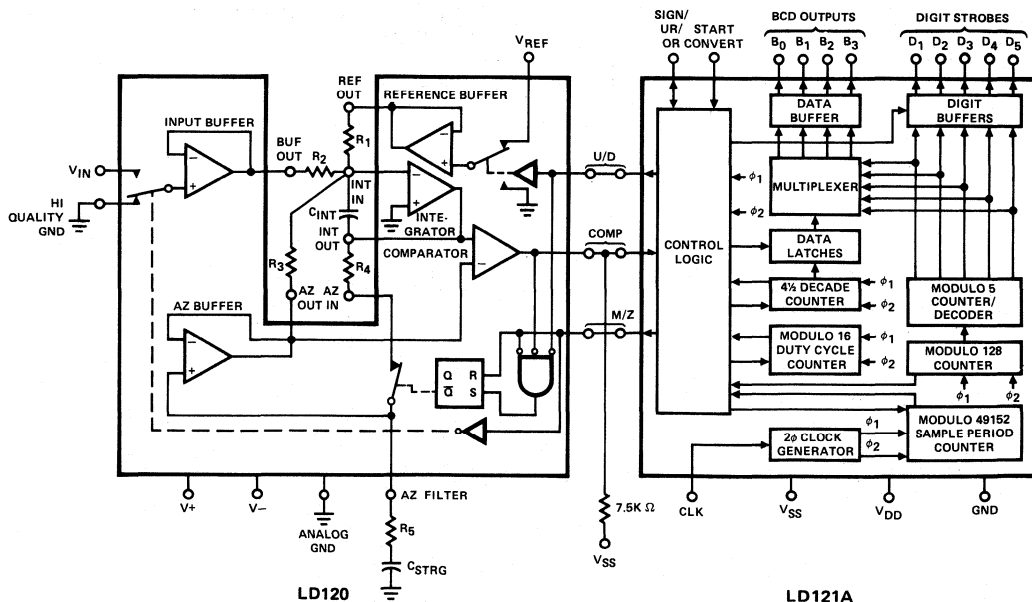 SIGN/
UR/
OR
START
CONVERT
BCD OUTPUTS
B0 B1 B2 B3
DIGIT STROBES
D1 D2 D3 D4 D5
VREF
REF
OUT
REFERENCE BUFFER
INPUT BUFFER
BUF
OUT
R2
R1
VIN
HI
QUALITY
GND
INT
IN
CINT
INT
OUT
INTE-
GRATOR
COMPARATOR
R3
R4
AZ
OUT
AZ
IN
AZ BUFFER
Q R
Q̅ S
U/D
COMP
M/Z
DATA
BUFFER
DIGIT
BUFFERS
MULTIPLEXER
ϕ1
ϕ2
CONTROL
LOGIC
DATA
LATCHES
4½ DECADE
COUNTER
ϕ1
ϕ2
MODULO 5
COUNTER/
DECODER
MODULO 16
DUTY CYCLE
COUNTER
ϕ1
ϕ2
MODULO 128
COUNTER
ϕ1 ϕ2
2ϕ CLOCK
GENERATOR
ϕ1
ϕ2
MODULO 49152
SAMPLE PERIOD
COUNTER
V+
V-
ANALOG
GND
AZ FILTER
R5
CSTRG
7.5K Ω
VSS
CLK
VSS
VDD
GND
LD120
LD121A